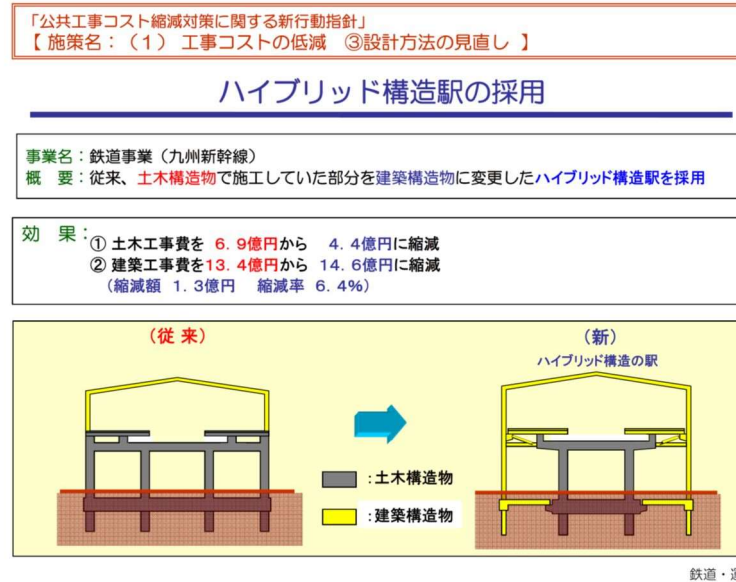 「公共工事コスト縮減対策に関する新行動指針」
【 施策名：（１） 工事コストの低減　③設計方法の見直し 】
ハイブリッド構造駅の採用
事業名：鉄道事業（九州新幹線）
概　要：従来、土木構造物で施工していた部分を建築構造物に変更したハイブリッド構造駅を採用
効　果：
① 土木工事費を ６．９億円から　４．４億円に縮減
② 建築工事費を１３．４億円から １４．６億円に縮減
（縮減額 １．３億円　縮減率 ６．４％）
（従 来）
（新）
ハイブリッド構造の駅
：土木構造物
：建築構造物
鉄道・